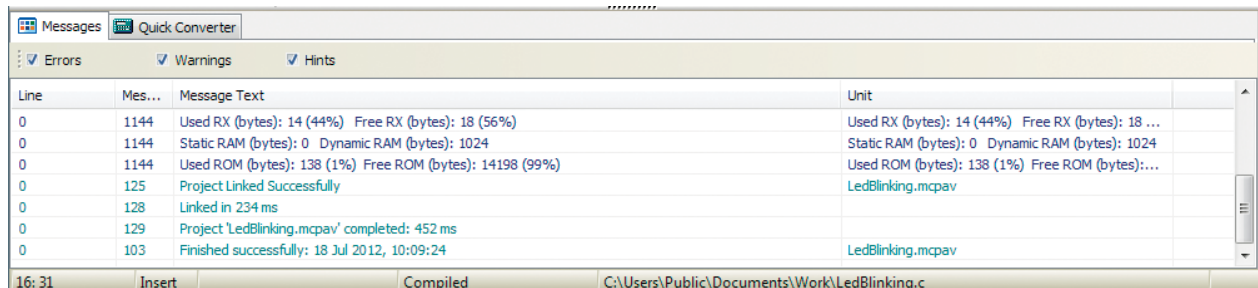 Messages Quick Converter
Errors Warnings Hints
Line Mes... Message Text Unit
0 1144 Used RX (bytes): 14 (44%) Free RX (bytes): 18 (56%) Used RX (bytes): 14 (44%) Free RX (bytes): 18 ...
0 1144 Static RAM (bytes): 0 Dynamic RAM (bytes): 1024 Static RAM (bytes): 0 Dynamic RAM (bytes): 1024
0 1144 Used ROM (bytes): 138 (1%) Free ROM (bytes): 14198 (99%) Used ROM (bytes): 138 (1%) Free ROM (bytes):...
0 125 Project Linked Successfully LedBlinking.mcpav
0 128 Linked in 234 ms
0 129 Project 'LedBlinking.mcpav' completed: 452 ms
0 103 Finished successfully: 18 Jul 2012, 10:09:24 LedBlinking.mcpav
16: 31 Insert Compiled C:\Users\Public\Documents\Work\LedBlinking.c